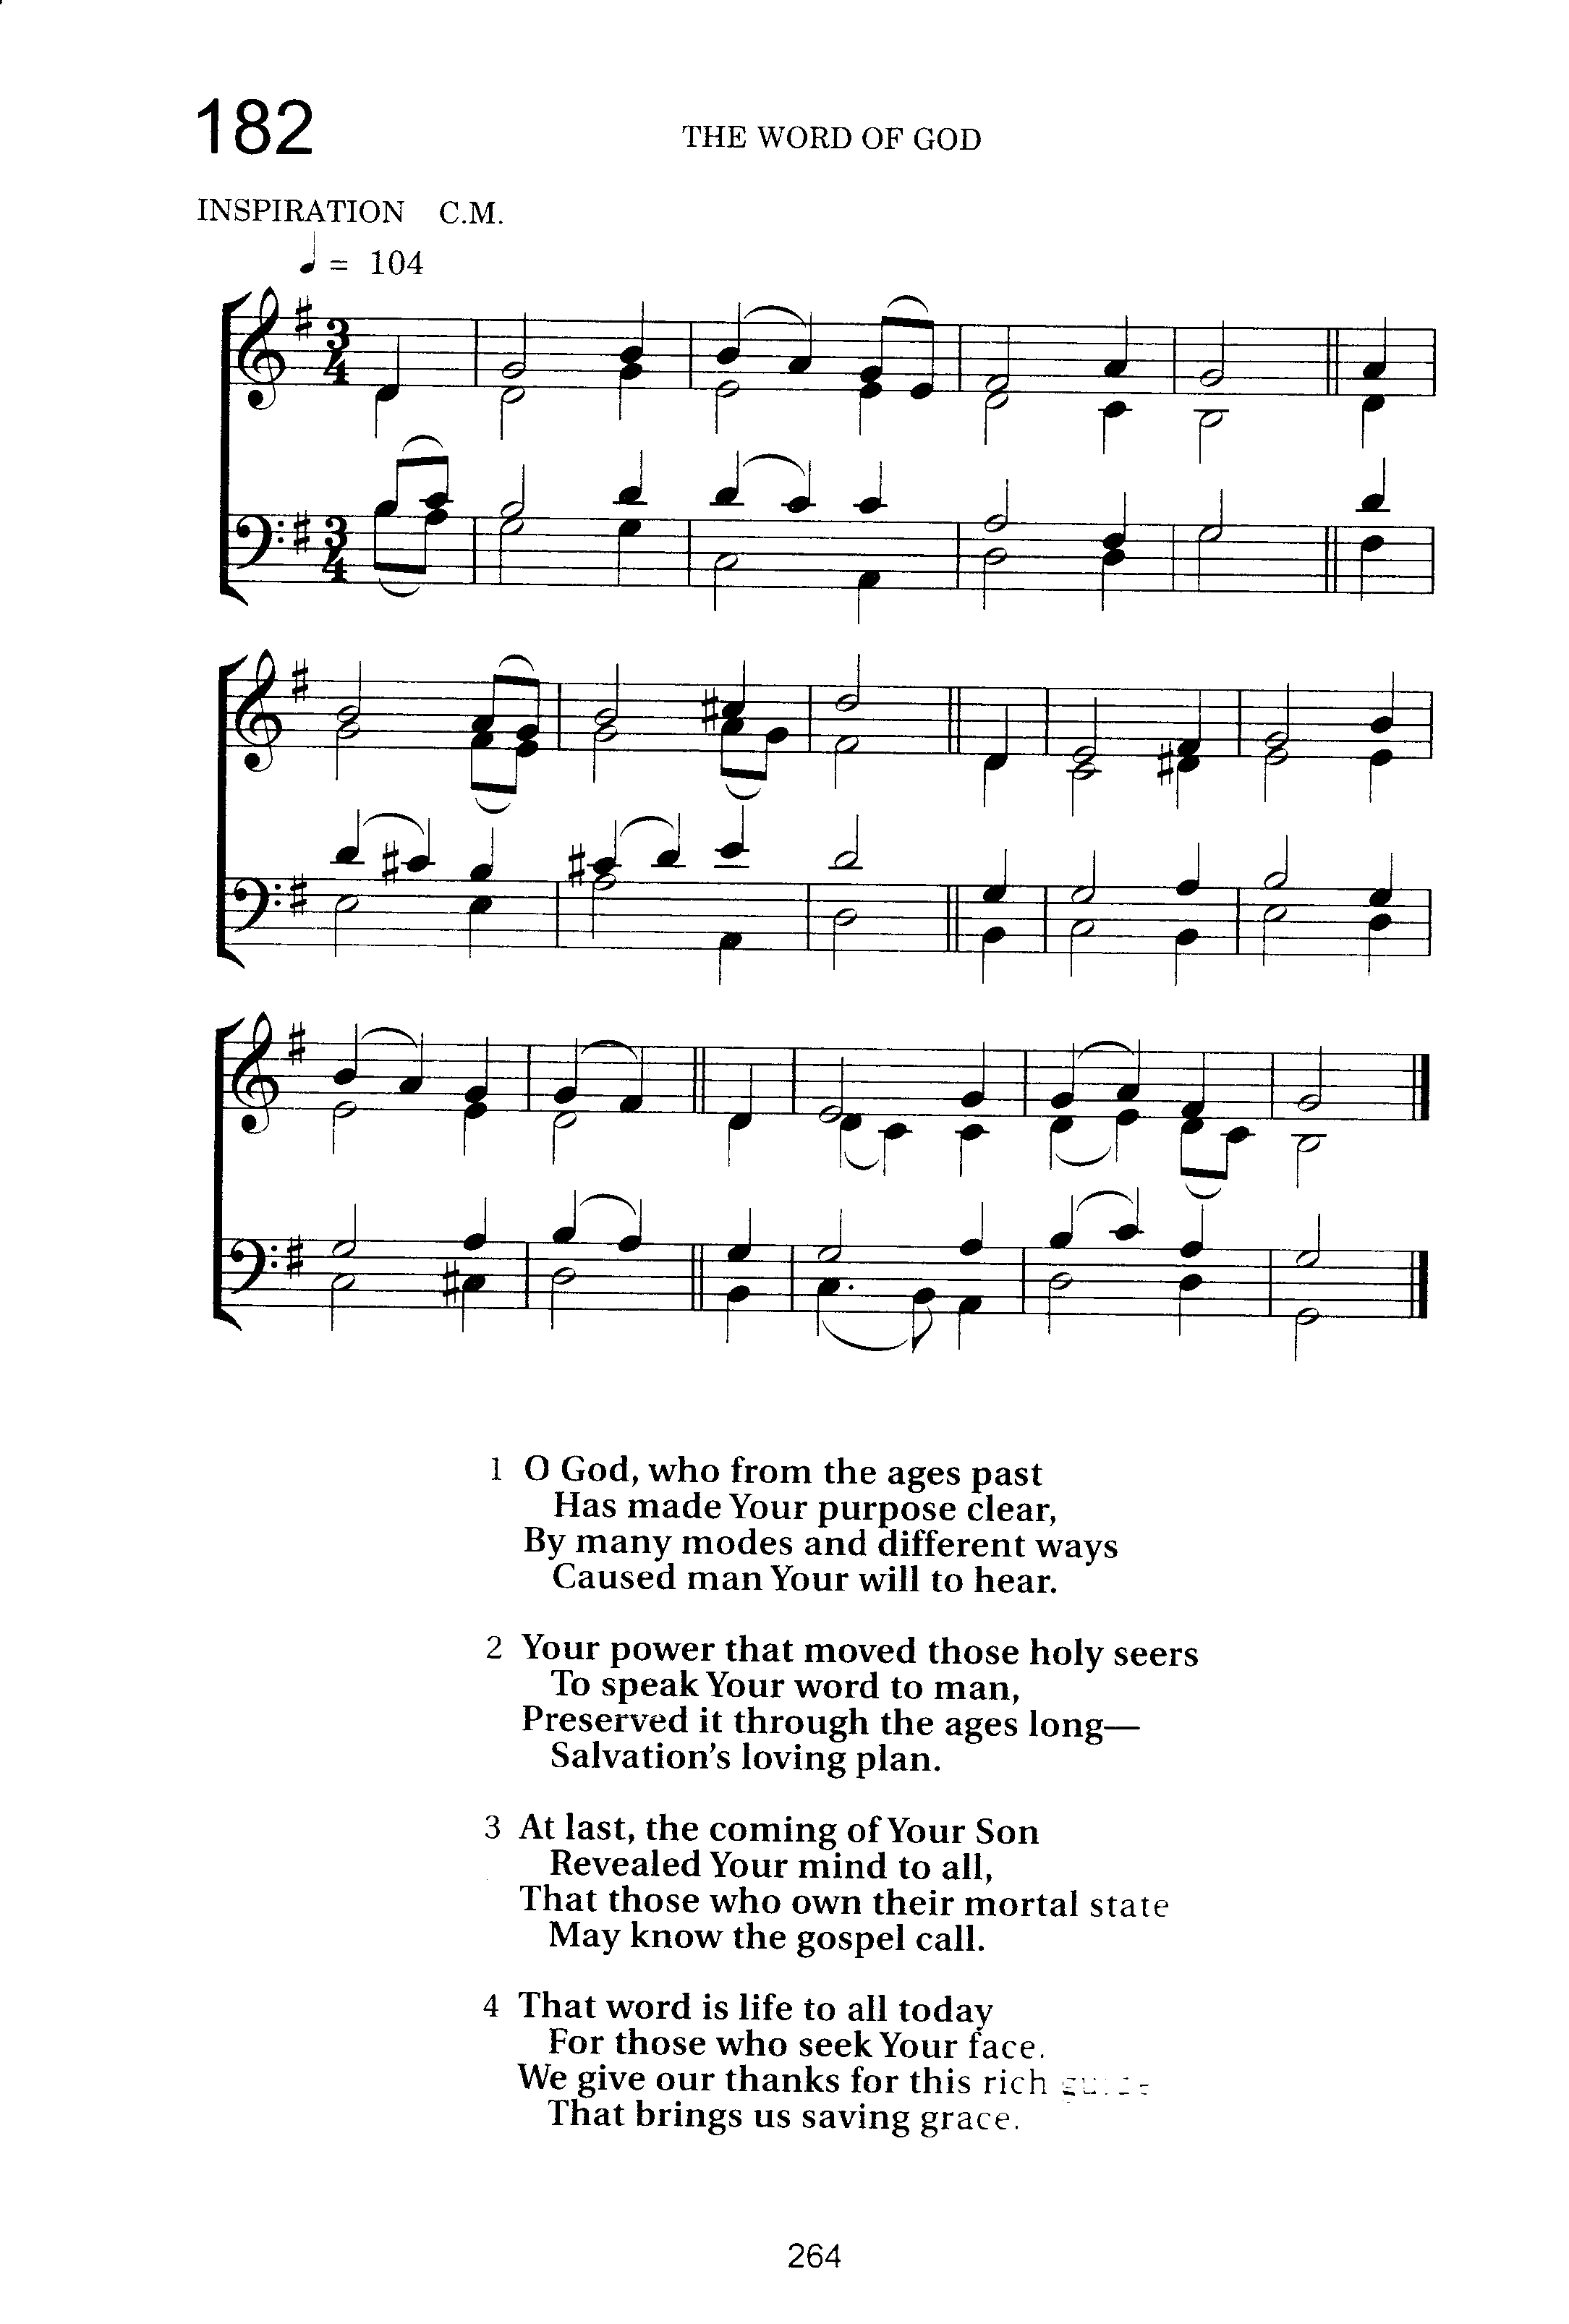 182
THE WORD OF GOD
INSPIRATION C.M.
= 104
1 O God, who from the ages past
Has made Your purpose clear,
By many modes and different ways
Caused man Your will to hear.
2 Your power that moved those holy seers
To speak Your word to man,
Preserved it through the ages long—
Salvation's loving plan.
3 At last, the coming of Your Son
Revealed Your mind to all,
That those who own their mortal state
May know the gospel call.
4 That word is life to all today
For those who seek Your face.
We give our thanks for this rich
That brings us saving grace.
264